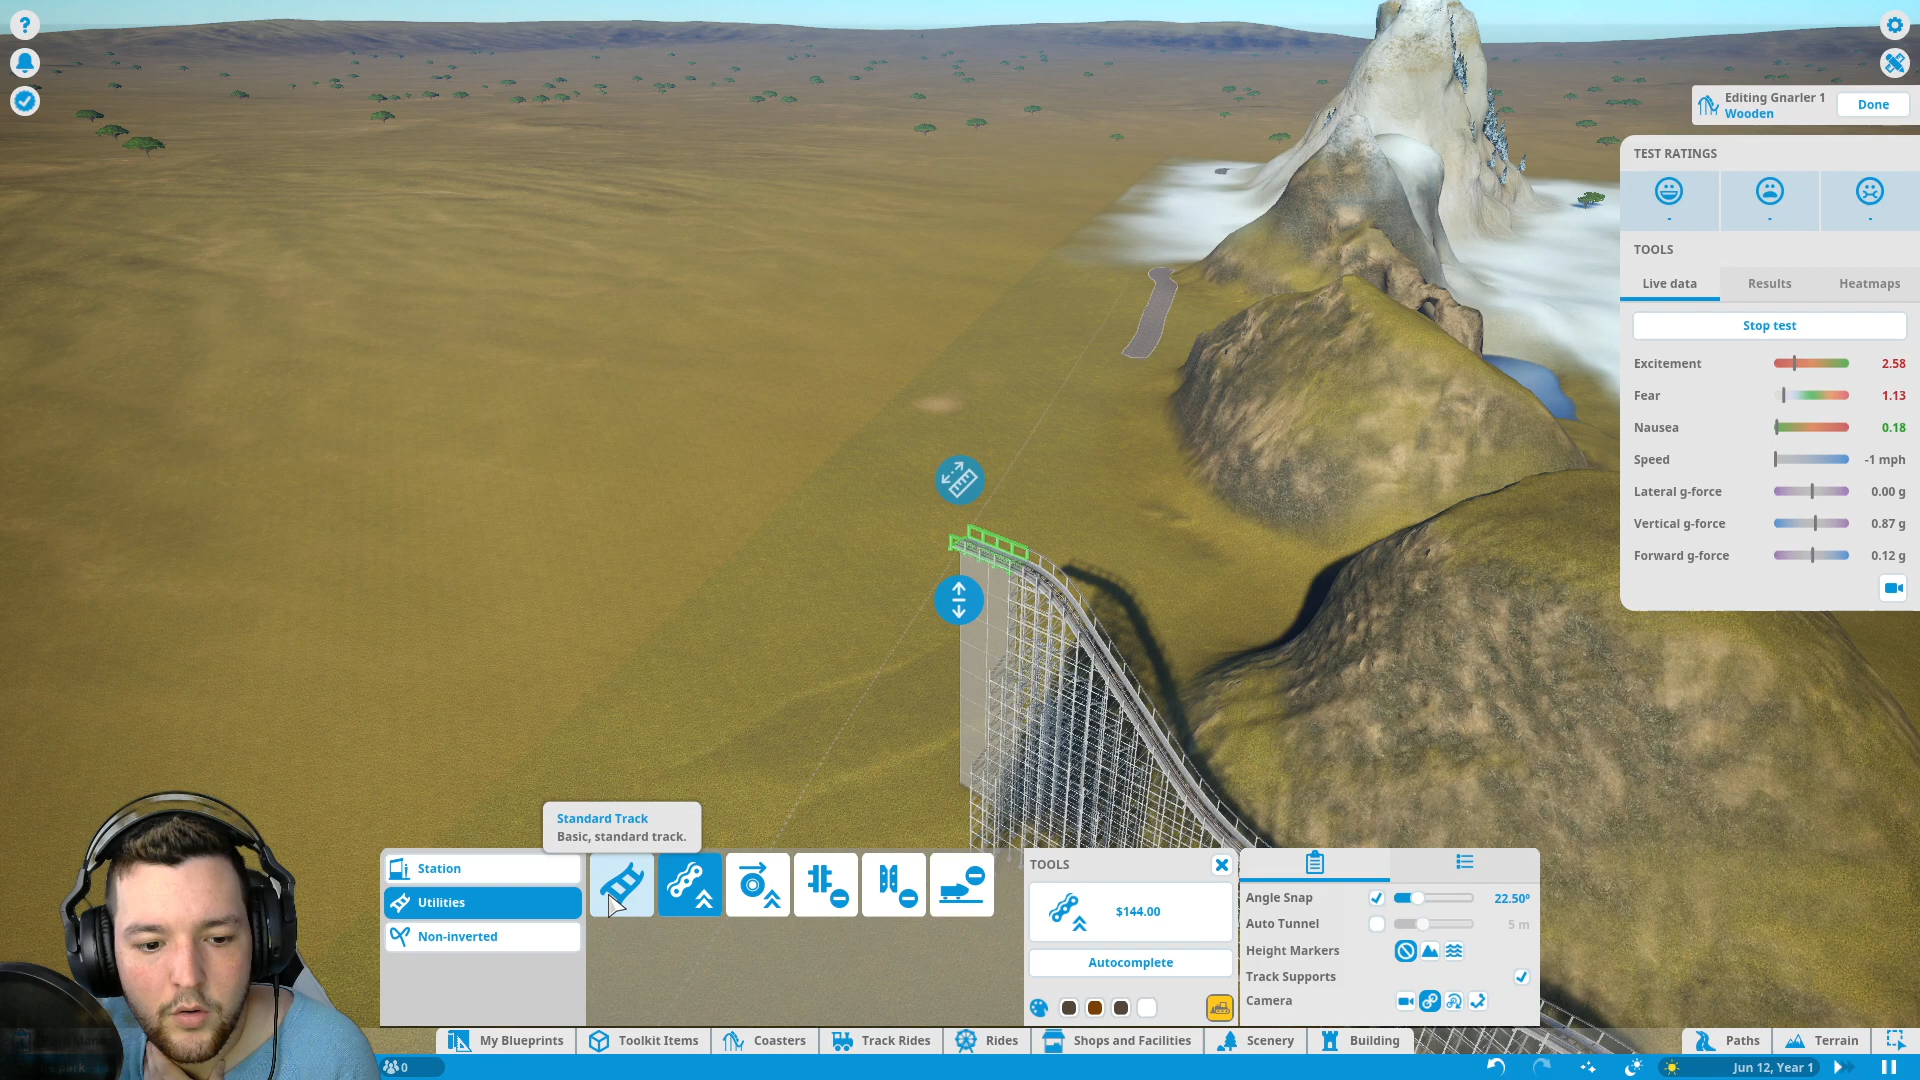 ?
Editing Gnarler 1
Wooden
Done
TEST RATINGS
-
-
-
TOOLS
Live data
Results
Heatmaps
Stop test
Excitement
2.58
Fear
1.13
Nausea
0.18
Speed
-1 mph
Lateral g-force
0.00 g
Vertical g-force
0.87 g
Forward g-force
0.12 g
Standard Track
Basic, standard track.
Station
Utilities
Non-inverted
TOOLS
$144.00
Autocomplete
Angle Snap
22.50°
Auto Tunnel
5 m
Height Markers
Track Supports
Camera
My Blueprints
Toolkit Items
Coasters
Track Rides
Rides
Shops and Facilities
Scenery
Building
Paths
Terrain
0
Jun 12, Year 1